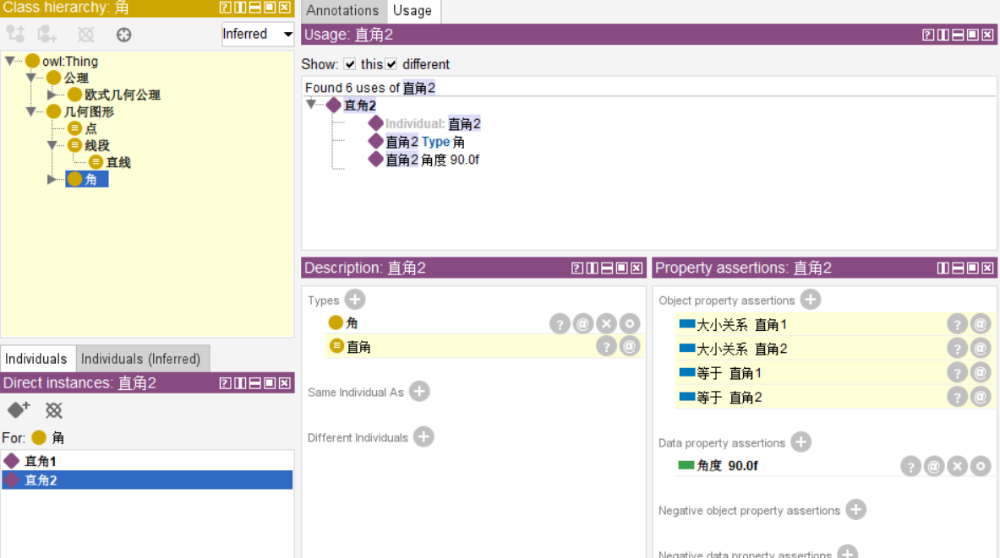 Class hierarchy: 角
Inferred
owl:Thing
公理
欧式几何公理
几何图形
点
线段
直线
角
Annotations Usage
Usage: 直角2
Show: this different
Found 6 uses of 直角2
直角2
Individual: 直角2
直角2 Type 角
直角2 角度 90.0f
Individuals Individuals (Inferred)
Direct instances: 直角2
For: 角
直角1
直角2
Description: 直角2
Types
角
直角
Same Individual As
Different Individuals
Property assertions: 直角2
Object property assertions
大小关系 直角1
大小关系 直角2
等于 直角1
等于 直角2
Data property assertions
角度 90.0f
Negative object property assertions
Negative data property assertions